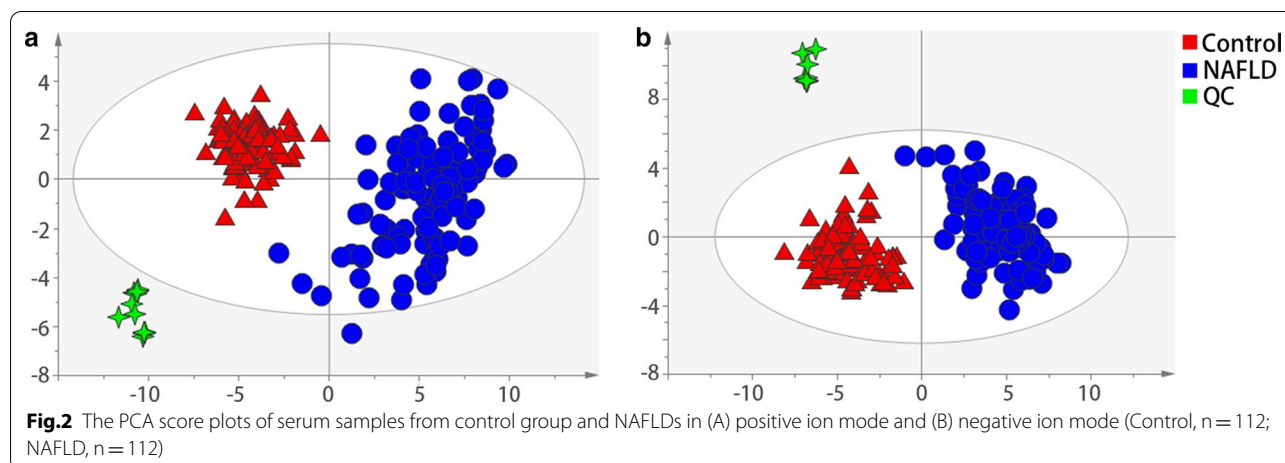 a
b
4
2
0
-2
-4
-6
-8
-10 -5 0 5 10
8
4
0
-4
-8
-10 -5 0 5 10
Control
NAFLD
QC
Fig.2 The PCA score plots of serum samples from control group and NAFLDs in (A) positive ion mode and (B) negative ion mode (Control, n = 112;
NAFLD, n = 112)